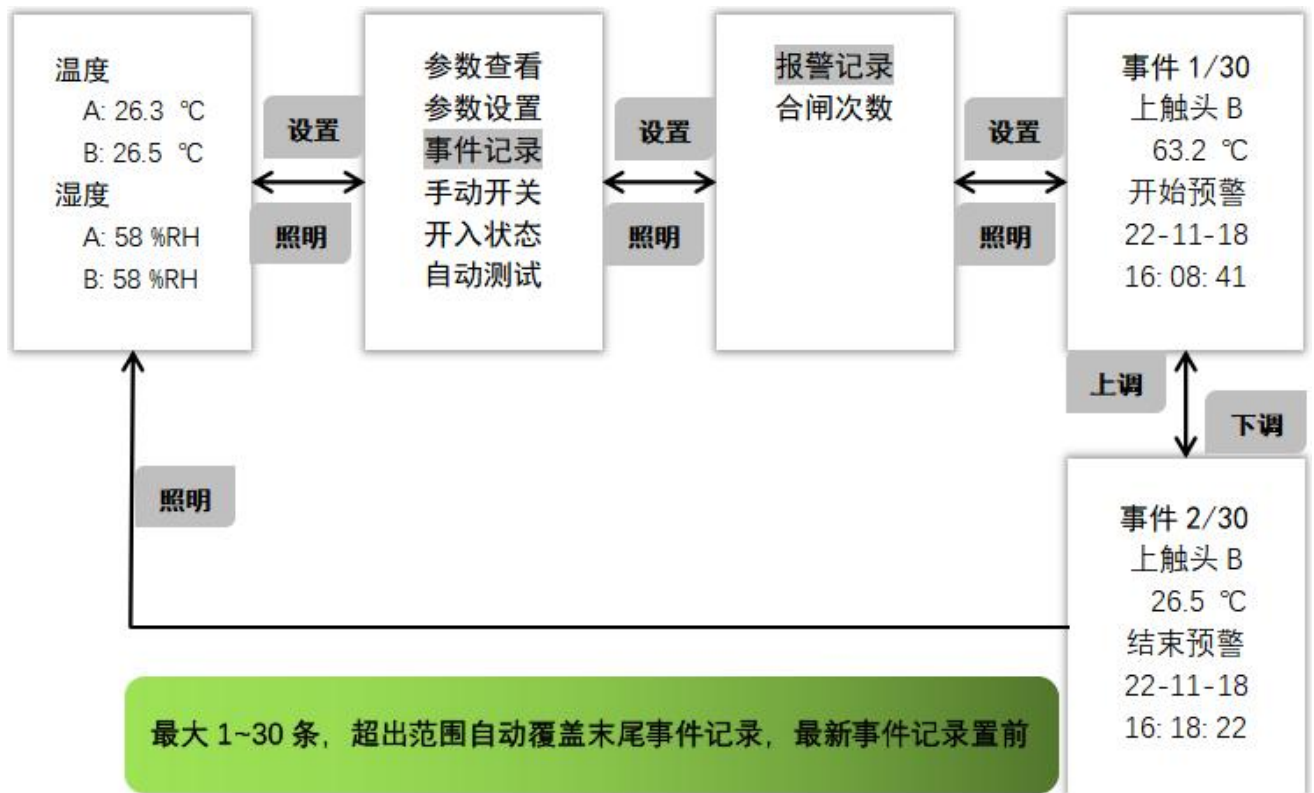 温度
A: 26.3 ℃
B: 26.5 ℃
湿度
A: 58 %RH
B: 58 %RH
设置
照明
参数查看
参数设置
事件记录
手动开关
开入状态
自动测试
设置
照明
报警记录
合闸次数
设置
照明
事件 1/30
上触头 B
63.2 ℃
开始预警
22-11-18
16: 08: 41
上调
下调
照明
事件 2/30
上触头 B
26.5 ℃
结束预警
22-11-18
16: 18: 22
最大 1~30 条，超出范围自动覆盖末尾事件记录，最新事件记录置前